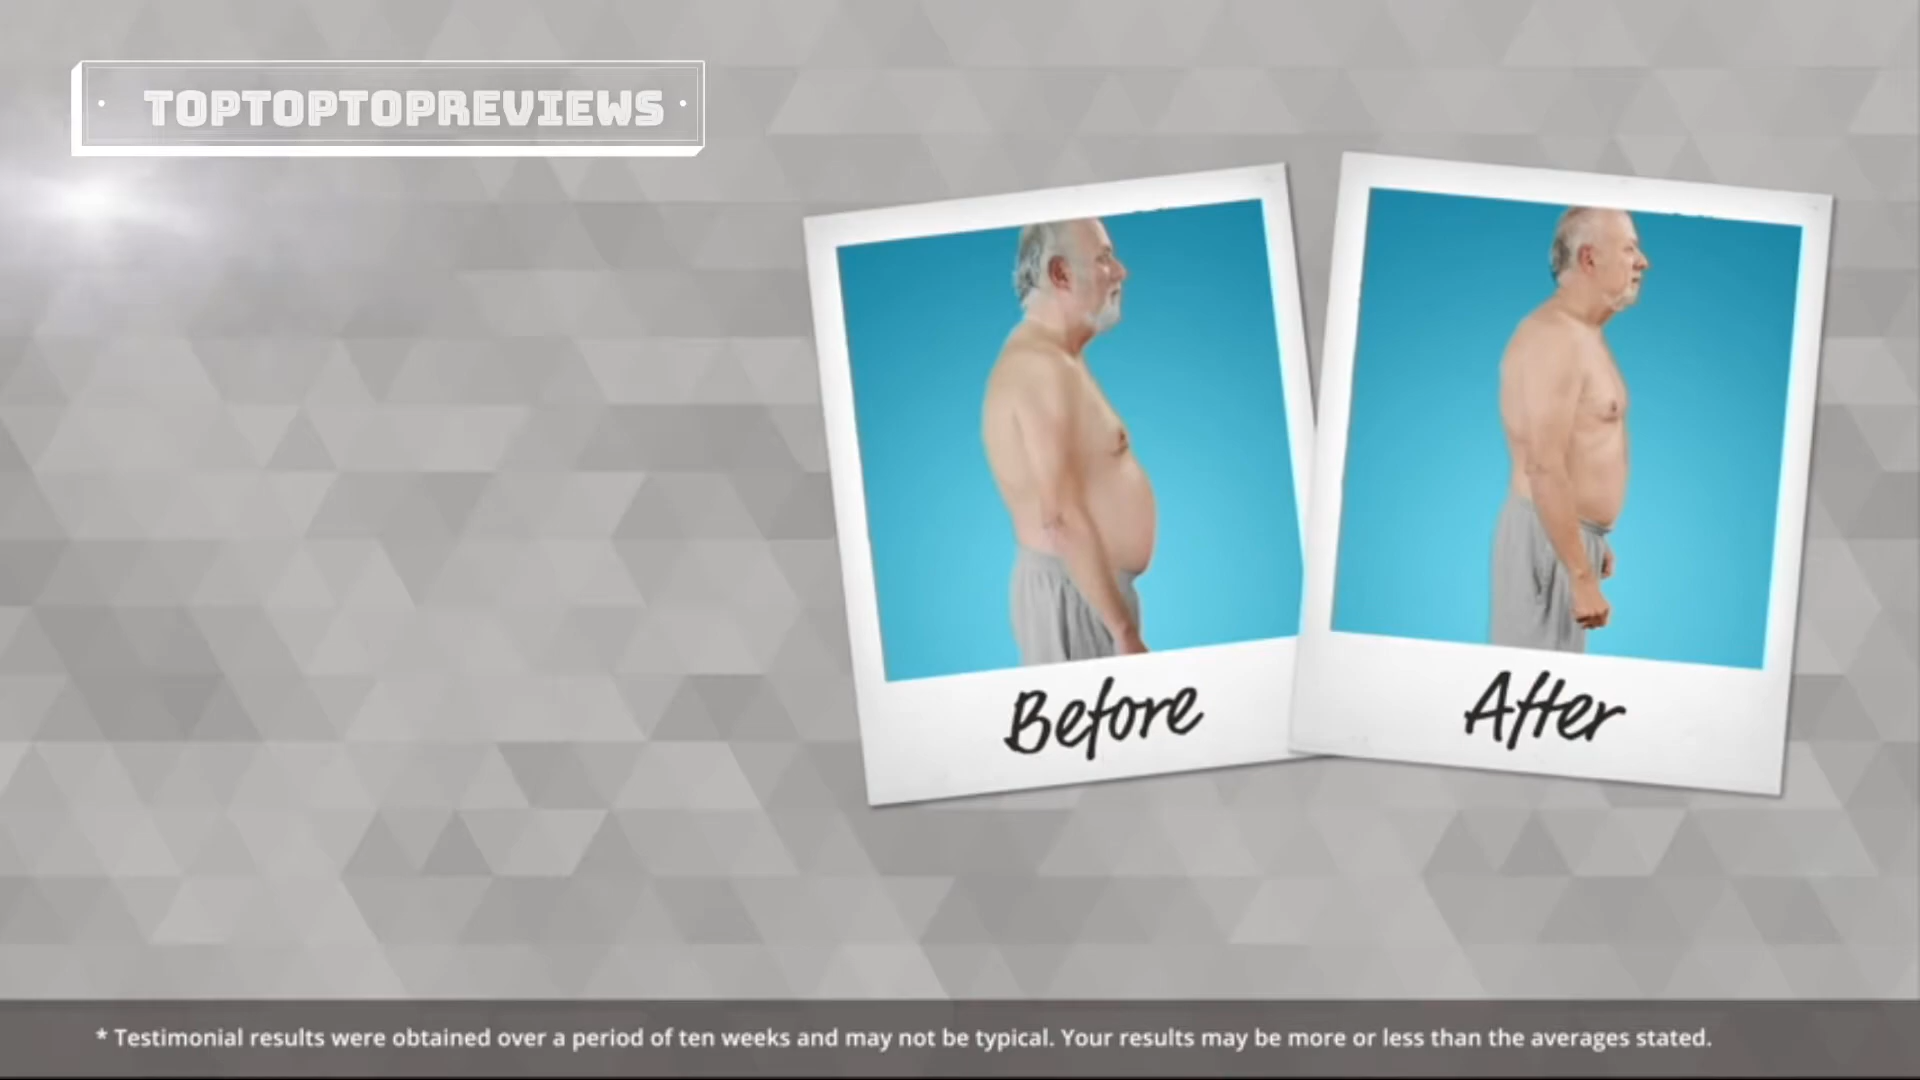 TOPTOPTOPREVIEWS
Before
After
* Testimonial results were obtained over a period of ten weeks and may not be typical. Your results may be more or less than the averages stated.